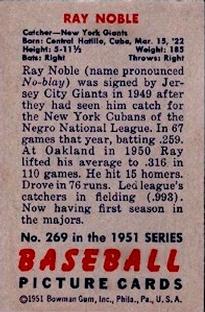 RAY NOBLE
Catcher—New York Giants
Born: Central Hatillo, Cuba, Mar. 15, '22
Height: 5-11½ Weight: 185
Bats: Right Throws: Right
Ray Noble (name pronounced
No-blay) was signed by Jer-
sey City Giants in 1949 after
they had seen him catch for
the New York Cubans of the
Negro National League. In 67
games that year, batting .259.
At Oakland in 1950 Ray
lifted his average to .316 in
110 games. He hit 15 homers.
Drove in 76 runs. Led league's
catchers in fielding (.993).
Now having first season in
the majors.
No. 269 in the 1951 SERIES
BASEBALL
PICTURE CARDS
©1951 Bowman Gum, Inc., Phila., Pa., U. S. A.